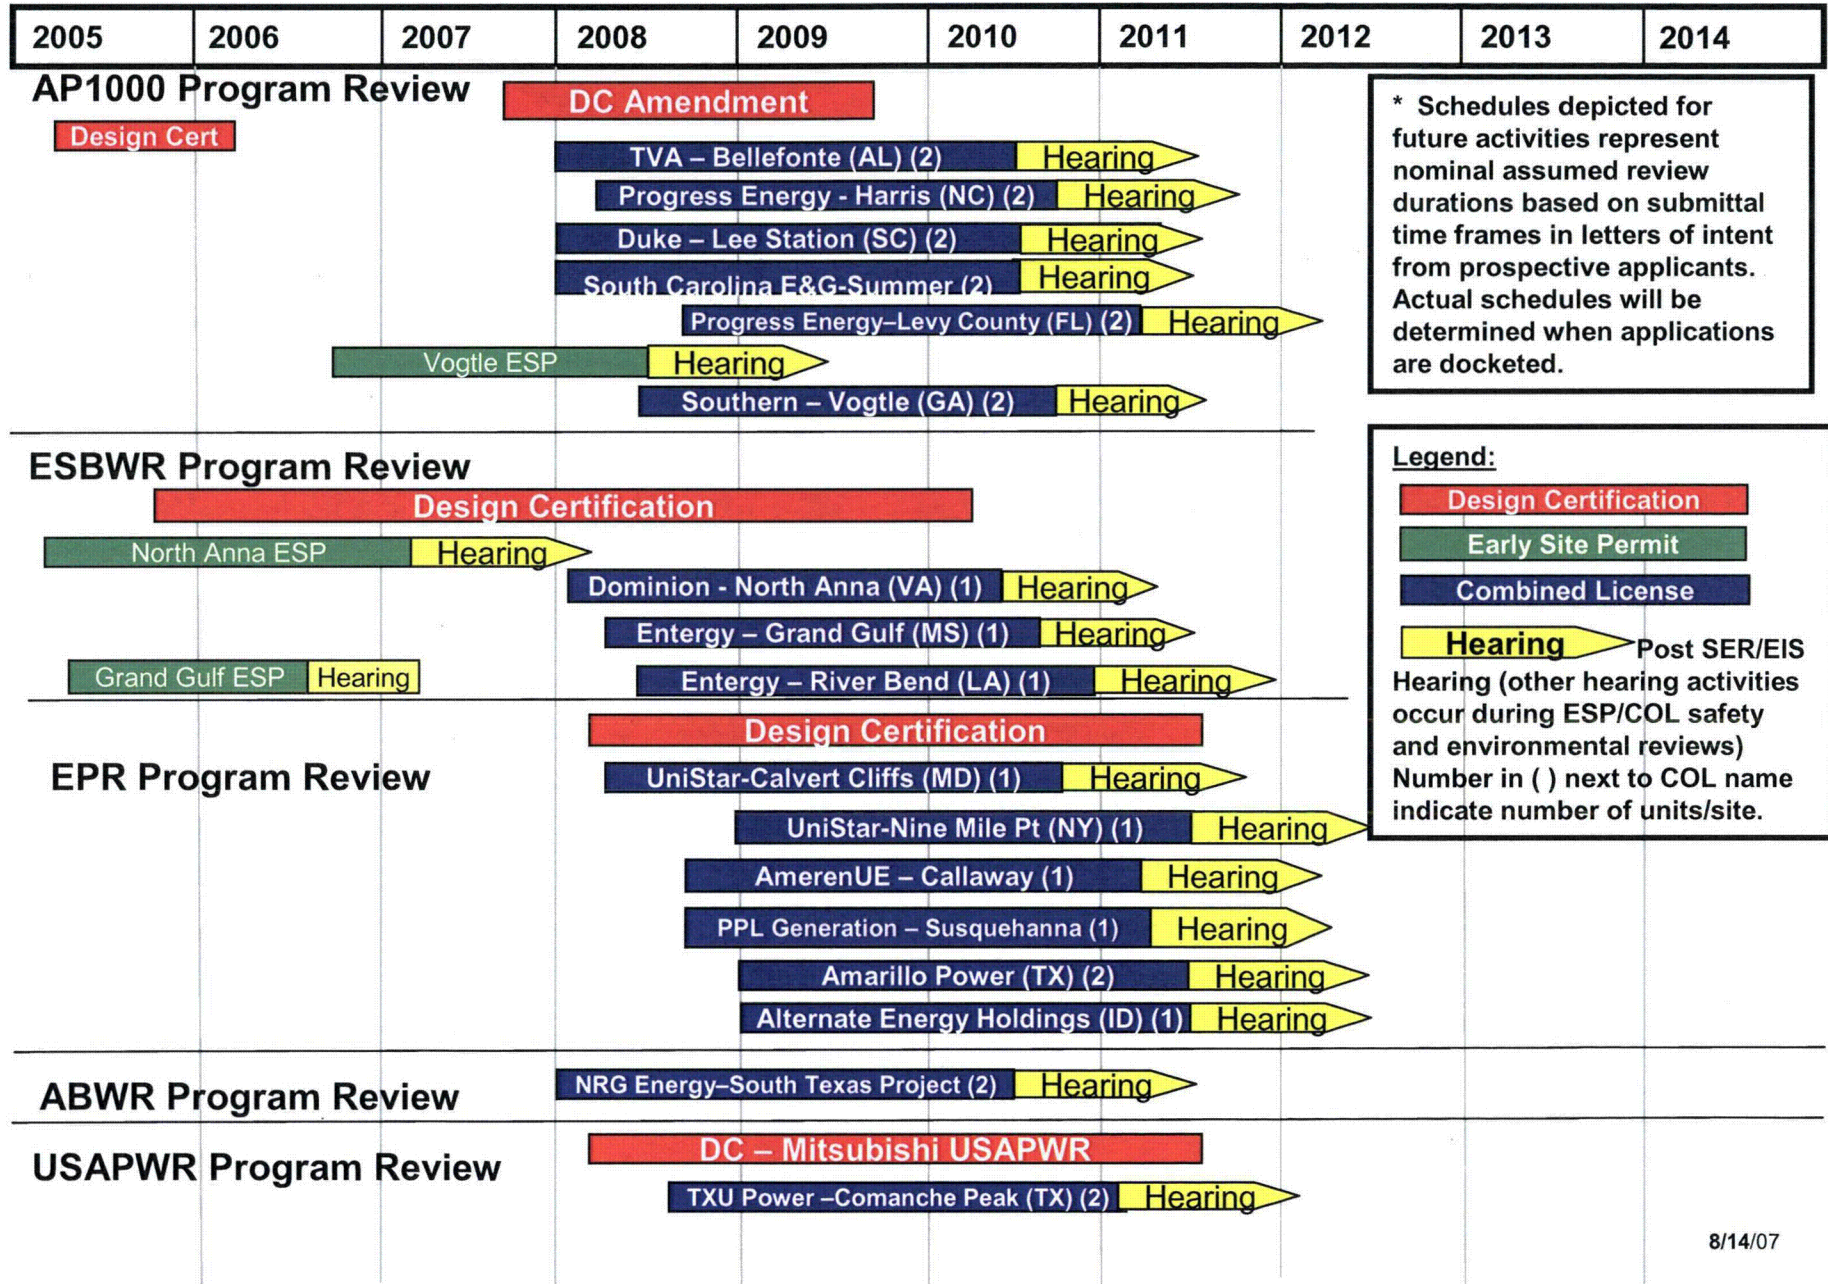 2005 2006 2007 2008 2009 2010 2011 2012 2013 2014
AP1000 Program Review
DC Amendment
Design Cert
TVA – Bellefonte (AL) (2) Hearing
Progress Energy - Harris (NC) (2) Hearing
Duke – Lee Station (SC) (2) Hearing
South Carolina E&G-Summer (2) Hearing
Progress Energy–Levy County (FL) (2) Hearing
Vogtle ESP Hearing
Southern – Vogtle (GA) (2) Hearing
* Schedules depicted for
future activities represent
nominal assumed review
durations based on submittal
time frames in letters of intent
from prospective applicants.
Actual schedules will be
determined when applications
are docketed.
ESBWR Program Review
Design Certification
North Anna ESP Hearing
Dominion - North Anna (VA) (1) Hearing
Entergy – Grand Gulf (MS) (1) Hearing
Grand Gulf ESP Hearing
Entergy – River Bend (LA) (1) Hearing
Legend:
Design Certification
Early Site Permit
Combined License
Hearing Post SER/EIS
Hearing (other hearing activities
occur during ESP/COL safety
and environmental reviews)
Number in ( ) next to COL name
indicate number of units/site.
Design Certification
EPR Program Review
UniStar-Calvert Cliffs (MD) (1) Hearing
UniStar-Nine Mile Pt (NY) (1) Hearing
AmerenUE – Callaway (1) Hearing
PPL Generation – Susquehanna (1) Hearing
Amarillo Power (TX) (2) Hearing
Alternate Energy Holdings (ID) (1) Hearing
ABWR Program Review
NRG Energy–South Texas Project (2) Hearing
USAPWR Program Review
DC – Mitsubishi USAPWR
TXU Power –Comanche Peak (TX) (2) Hearing
8/14/07